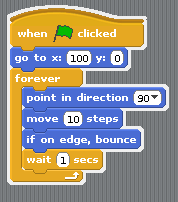 when clicked
go to x: 100 y: 0
forever
point in direction 90
move 10 steps
if on edge, bounce
wait 1 secs